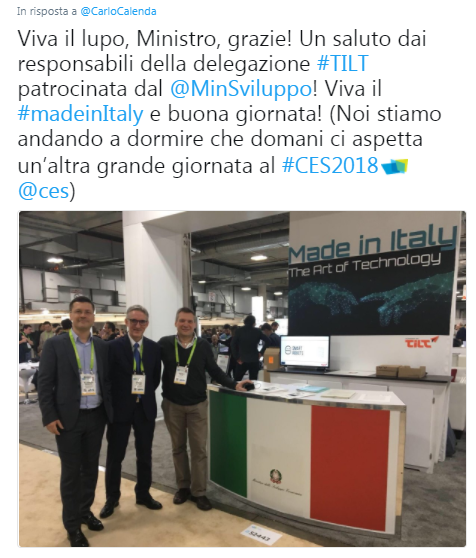 In risposta a @CarloCalenda
Viva il lupo, Ministro, grazie! Un saluto dai
responsabili della delegazione #TILT
patrocinata dal @MinSviluppo! Viva il
#madeinItaly e buona giornata! (Noi stiamo
andando a dormire che domani ci aspetta
un'altra grande giornata al #CES2018
@ces)
Made in Italy
The Art of Technology
TILT
52443